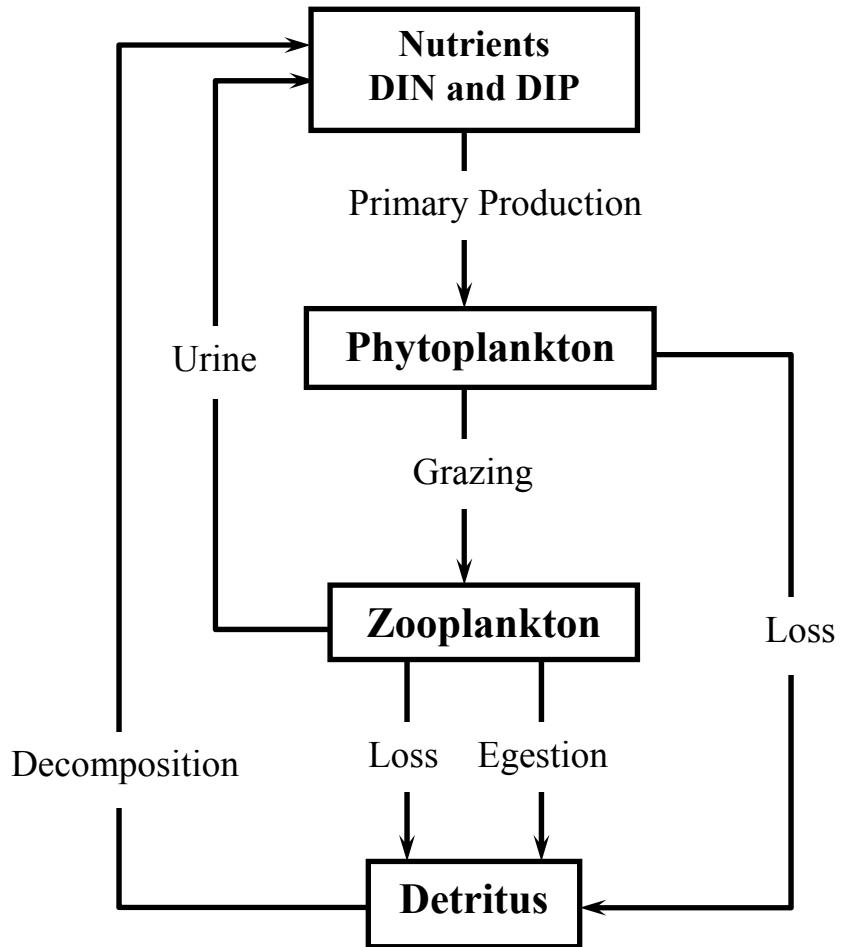 Nutrients
DIN and DIP
Primary Production
Phytoplankton
Urine
Grazing
Zooplankton
Loss
Decomposition
Loss
Egestion
Detritus